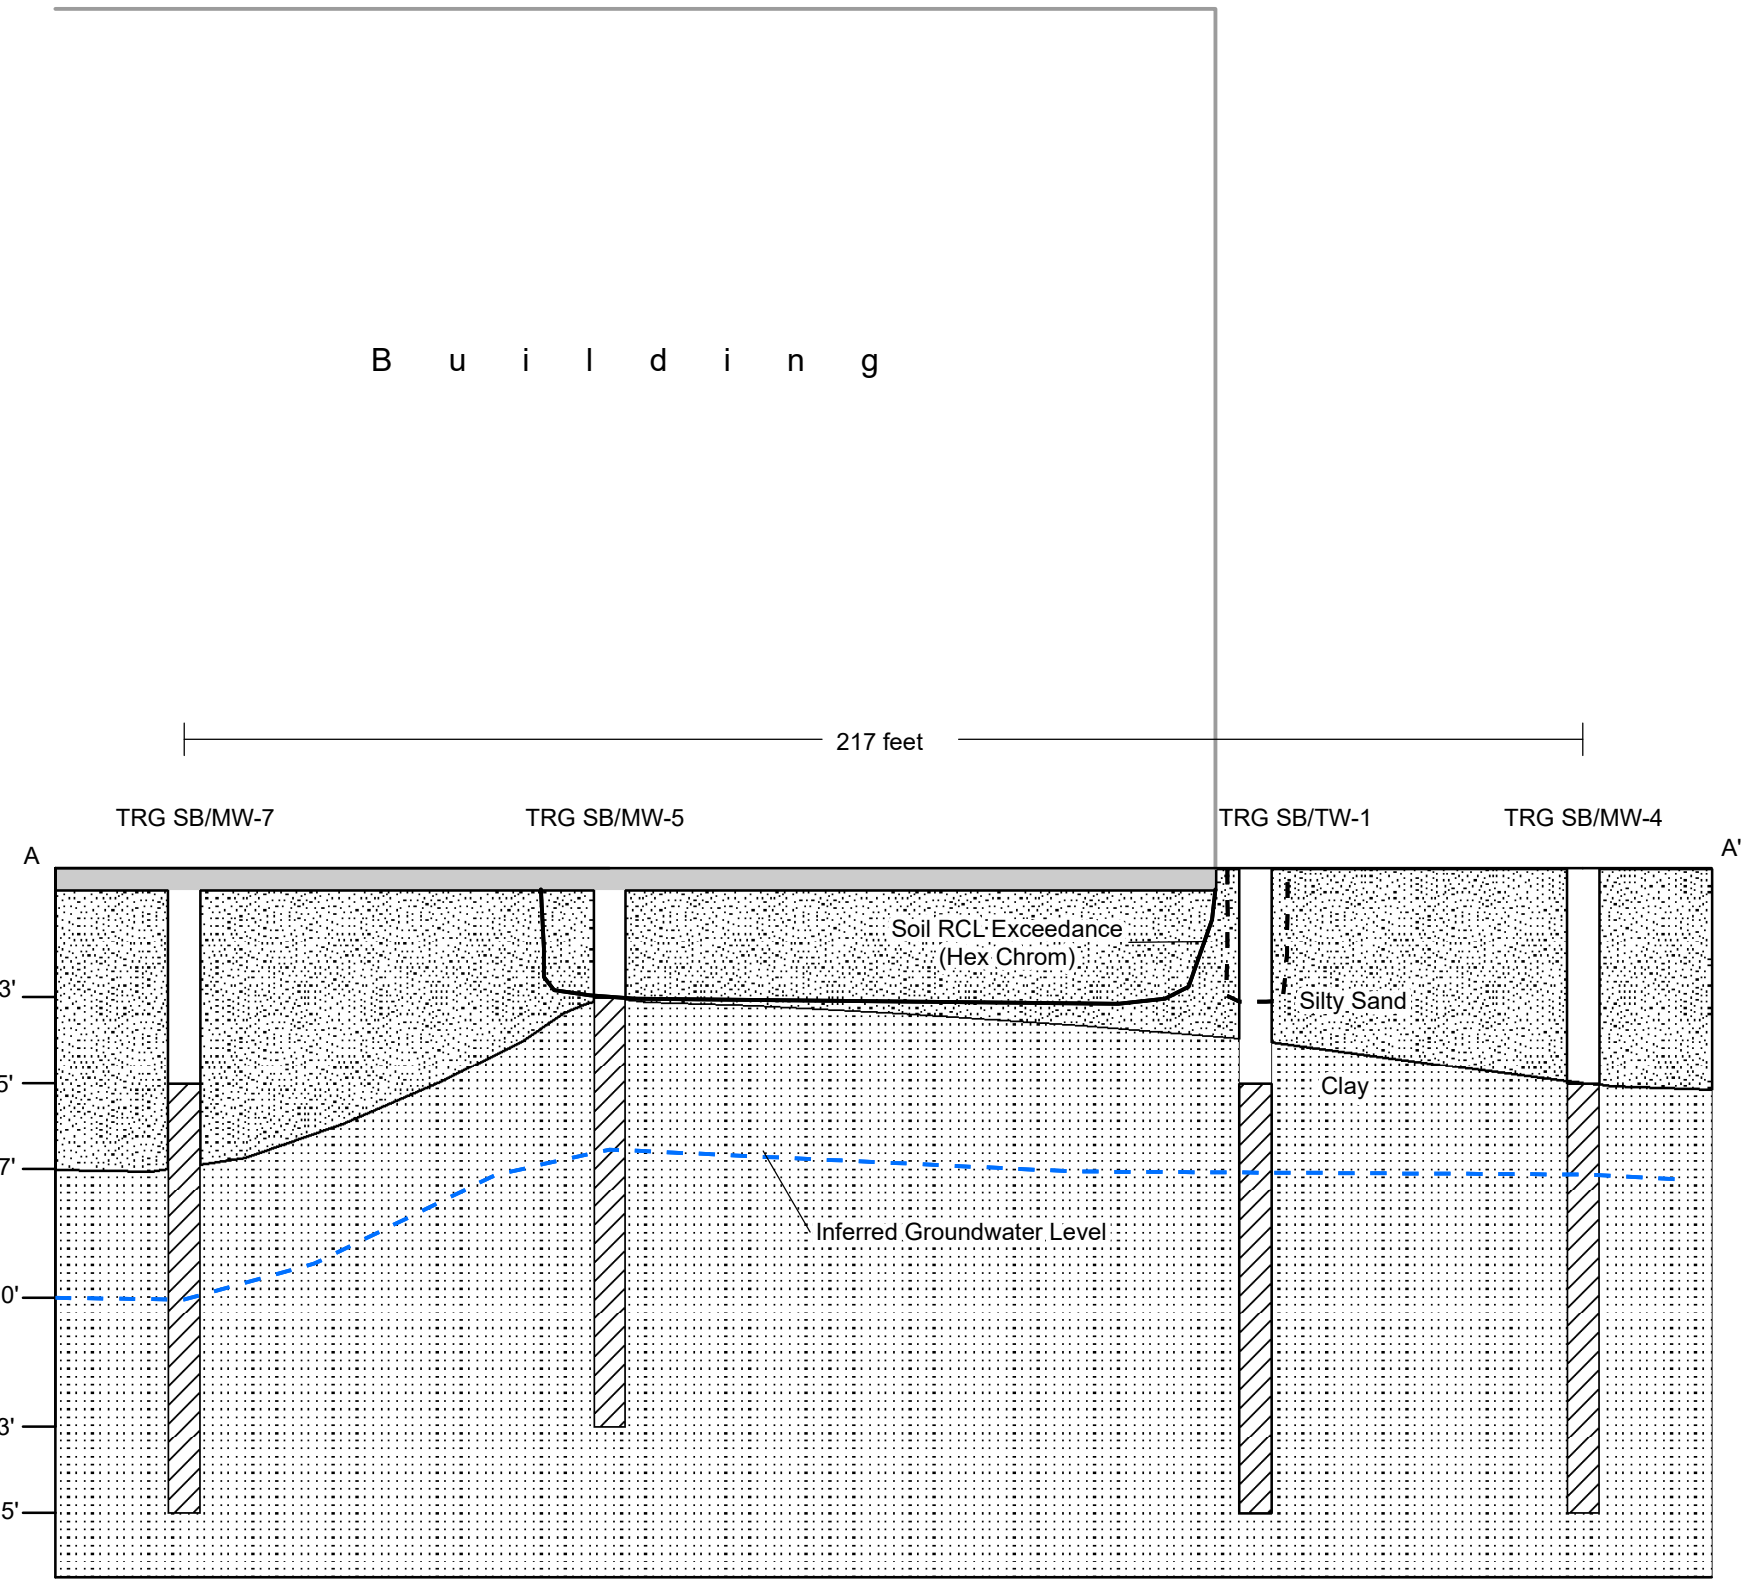 B u i l d i n g
217 feet
TRG SB/MW-7
TRG SB/MW-5
TRG SB/TW-1
TRG SB/MW-4
A
A'
Soil RCL Exceedance
(Hex Chrom)
3'
Silty Sand
5'
Clay
7'
Inferred Groundwater Level
0'
3'
5'